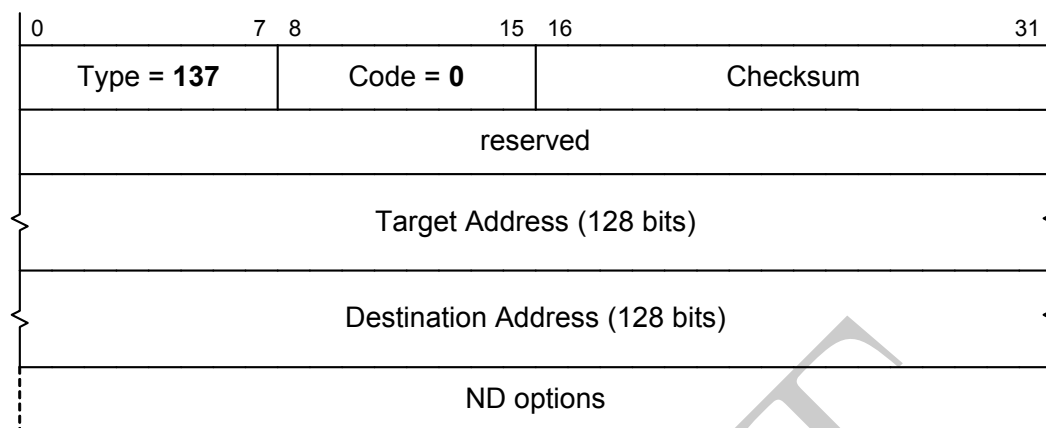 0 7 8 15 16 31
Type = 137 Code = 0 Checksum
reserved
Target Address (128 bits)
Destination Address (128 bits)
ND options
T